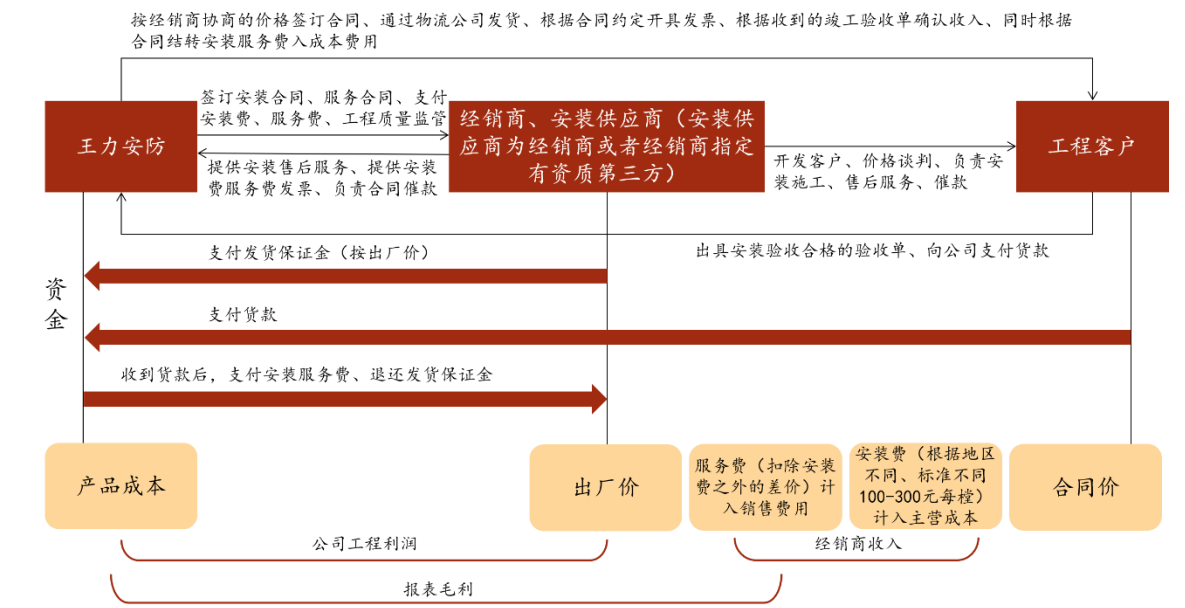 按经销商协商的价格签订合同、通过物流公司发货、根据合同约定开具发票、根据收到的竣工验收单确认收入、同时根据
合同结转安装服务费入成本费用
王力安防
签订安装合同、服务合同、支付
安装费、服务费、工程质量监管
提供安装售后服务、提供安装
费服务费发票、负责合同催款
经销商、安装供应商（安装供
应商为经销商或者经销商指定
有资质第三方）
开发客户、价格谈判、负责安
装施工、售后服务、催款
工程客户
出具安装验收合格的验收单、向公司支付货款
资
金
支付发货保证金（按出厂价）
支付货款
收到货款后，支付安装服务费、退还发货保证金
产品成本
出厂价
服务费（扣除安装
费之外的差价）计
入销售费用
安装费（根据地区
不同、标准不同
100-300元每樘）
计入主营成本
合同价
公司工程利润
经销商收入
报表毛利